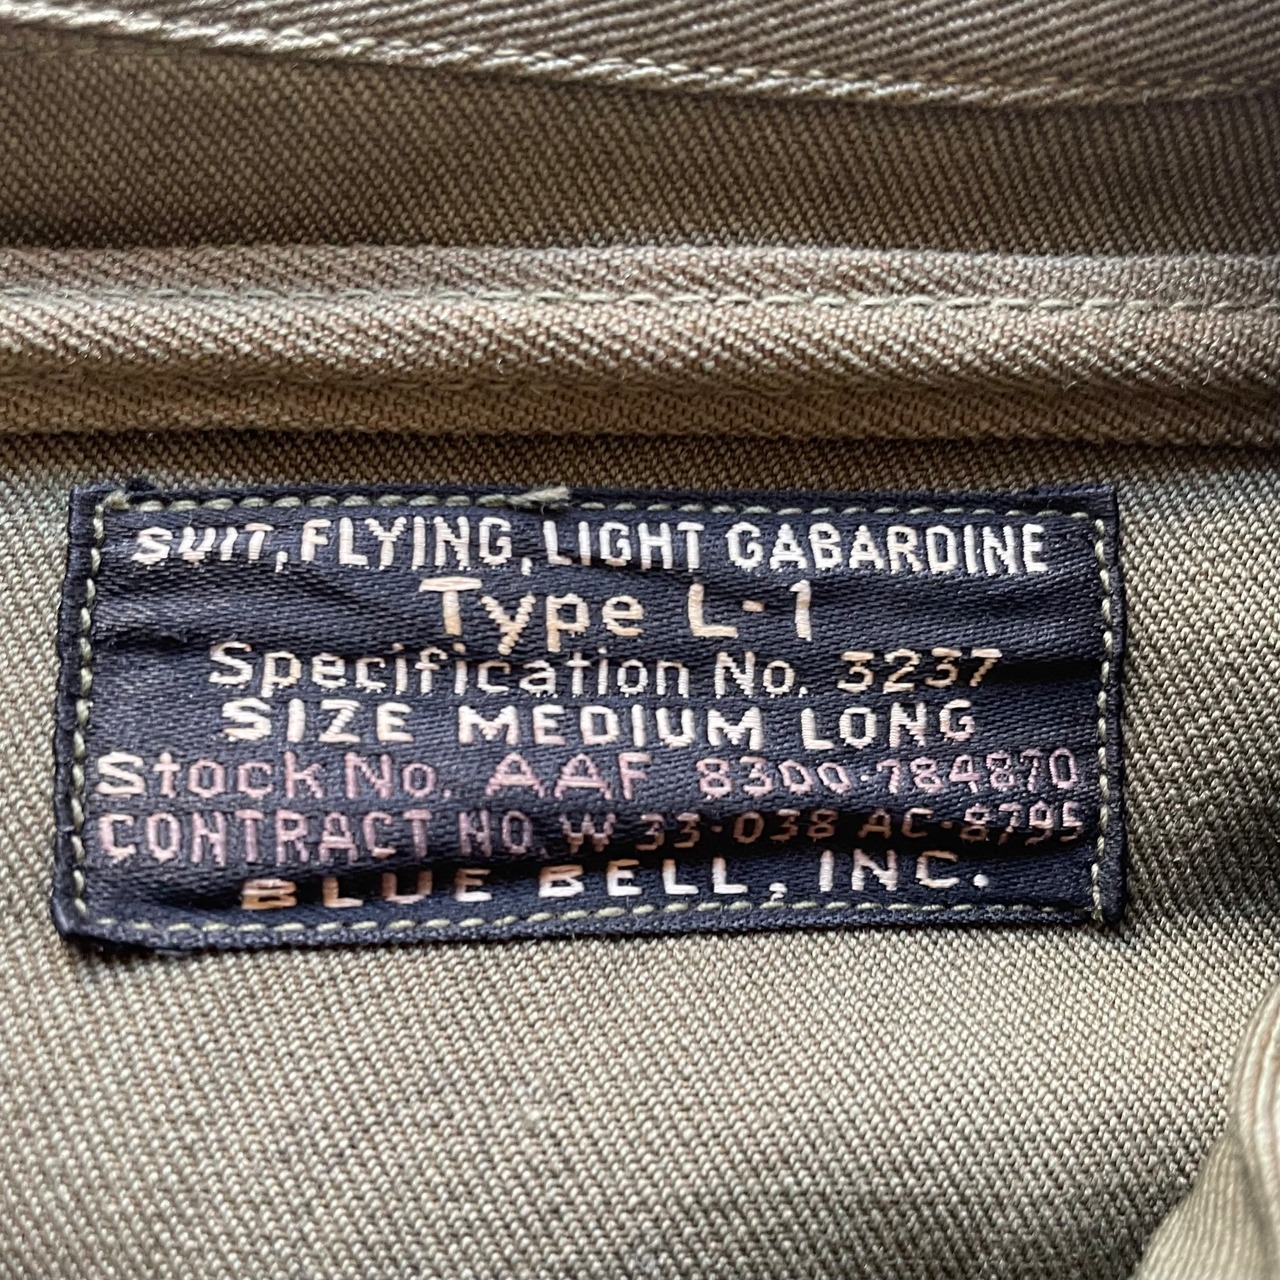 SUIT, FLYING, LIGHT GABARDINE
Type L-1
Specification No. 3237
SIZE MEDIUM LONG
Stock No. AAF 8300-784870
CONTRACT NO. W 33-038 AC-8795
BLUE BELL, INC.